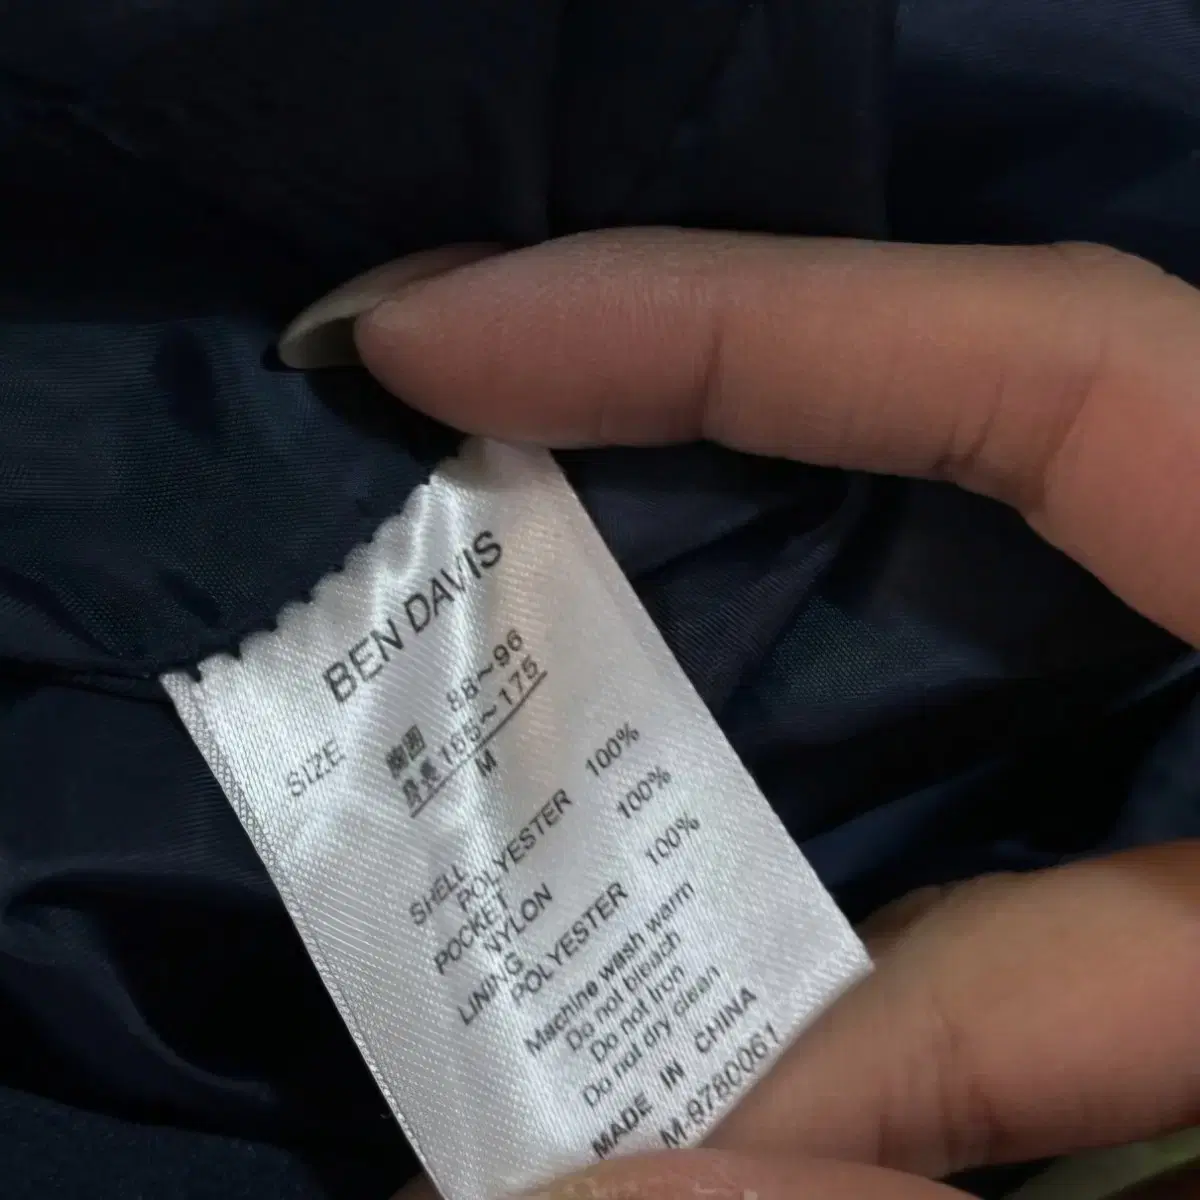 BEN DAVIS
SIZE
胸囲 88~96
身長 165~175
M
SHELL
POLYESTER 100%
POCKET
NYLON 100%
LINING
POLYESTER 100%
Machine wash warm
Do not bleach
Do not Iron
Do not dry clean
MADE IN CHINA
M-9780061